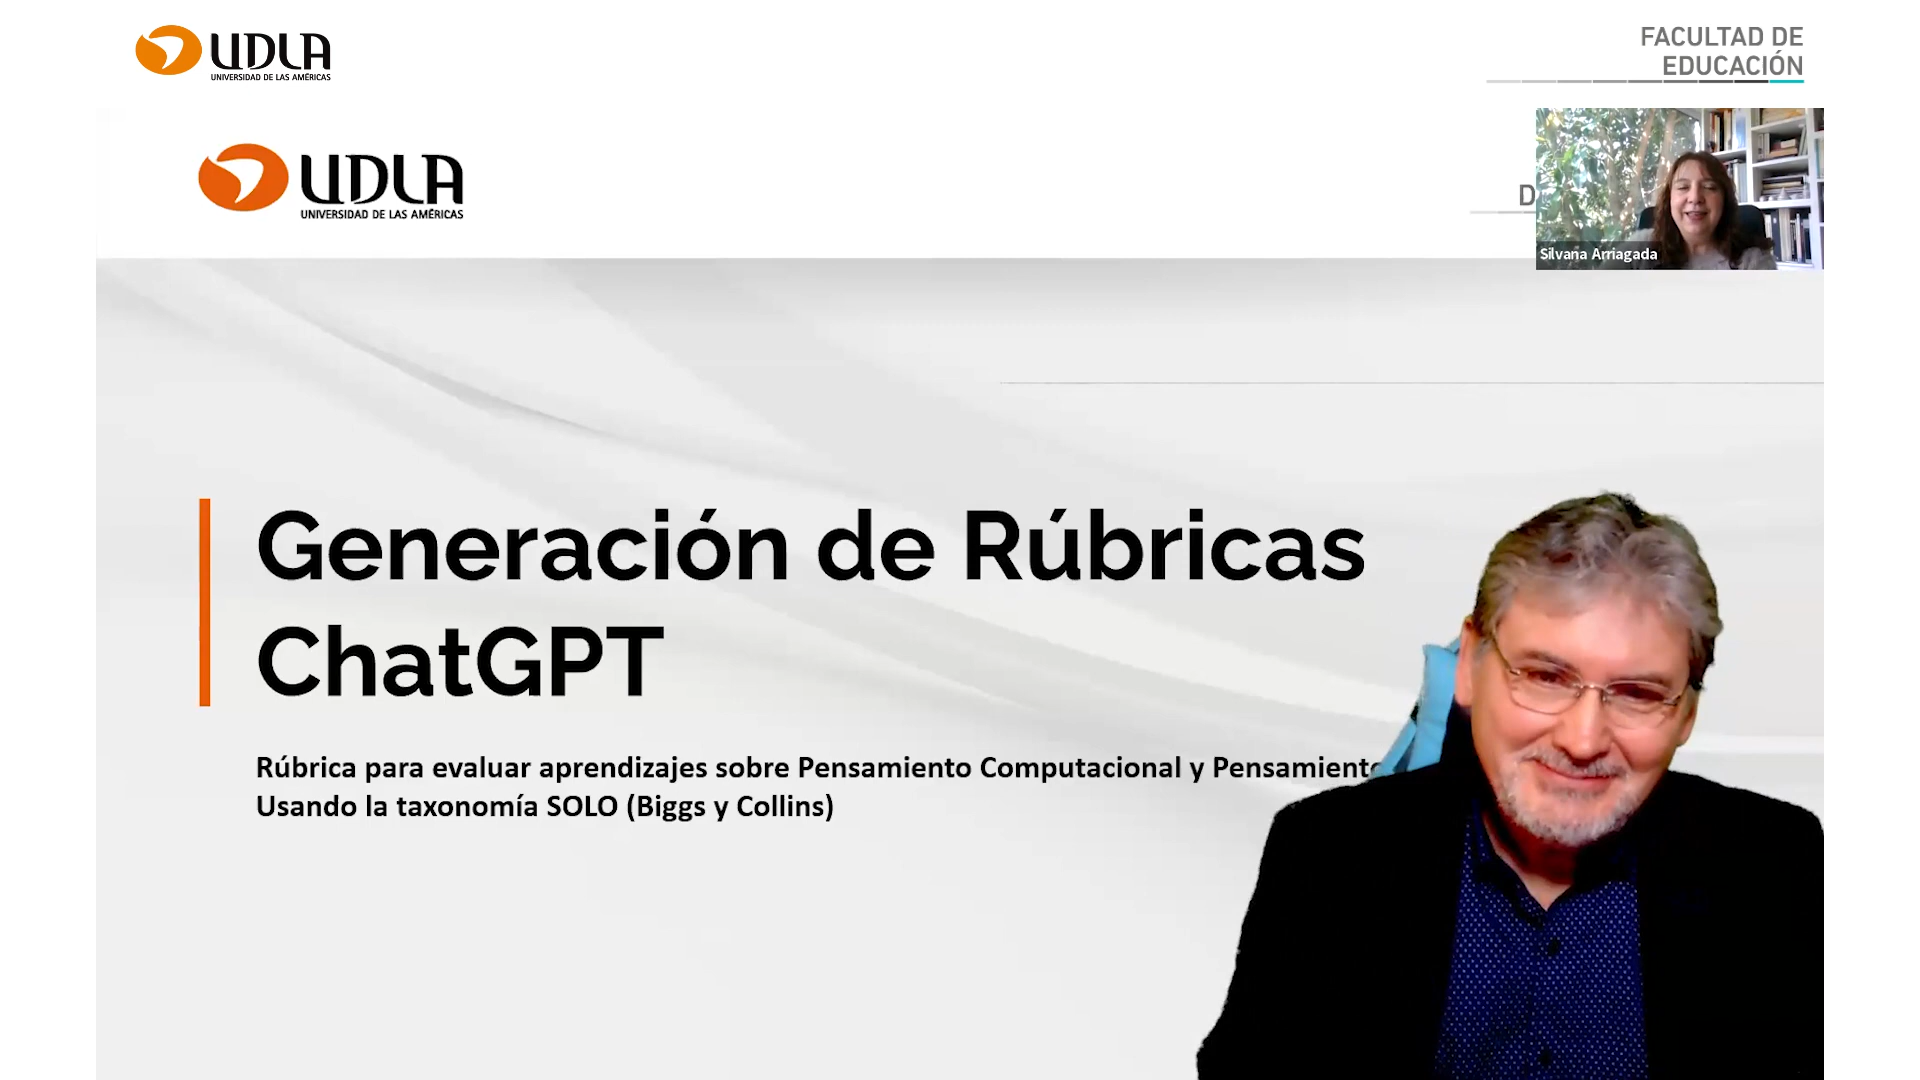 UDLA
UNIVERSIDAD DE LAS AMÉRICAS
FACULTAD DE
EDUCACIÓN
UDLA
UNIVERSIDAD DE LAS AMÉRICAS
D
Silvana Arriagada
Generación de Rúbricas
ChatGPT
Rúbrica para evaluar aprendizajes sobre Pensamiento Computacional y Pensamiento
Usando la taxonomía SOLO (Biggs y Collins)